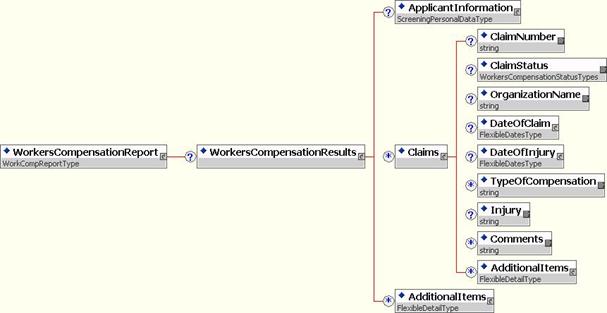 ApplicantInformation
ScreeningPersonalDataType
ClaimNumber
string
ClaimStatus
WorkersCompensationStatusTypes
OrganizationName
string
DateOfClaim
FlexibleDatesType
WorkersCompensationReport
WorkCompReportType
WorkersCompensationResults
Claims
DateOfInjury
FlexibleDatesType
TypeOfCompensation
string
Injury
string
Comments
string
AdditionalItems
FlexibleDetailType
AdditionalItems
FlexibleDetailType